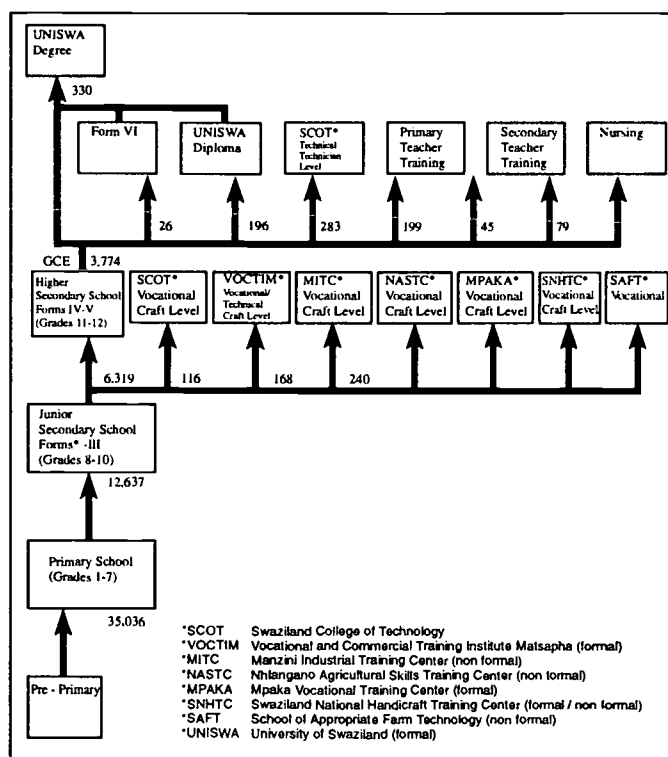 UNISWA
Degree
330
Form VI
UNISWA
Diploma
SCOT*
Technical
Technician
Level
Primary
Teacher
Training
Secondary
Teacher
Training
Nursing
26
196
283
199
45
79
GCE
3,774
Higher
Secondary School
Forms IV-V
(Grades 11-12)
SCOT*
Vocational
Craft Level
VOCTIM*
Vocational/
Technical
Craft Level
MITC*
Vocational
Craft Level
NASTC*
Vocational
Craft Level
MPAKA*
Vocational
Craft Level
SNHTC*
Vocational
Craft Level
SAFT*
Vocational
6.319
116
168
240
Junior
Secondary School
Forms* -III
(Grades 8-10)
12,637
Primary School
(Grades 1-7)
35,036
Pre - Primary
*SCOT Swaziland College of Technology
*VOCTIM Vocational and Commercial Training Institute Matsapha (formal)
*MITC Manzini Industrial Training Center (non formal)
*NASTC Nhlangano Agricultural Skills Training Center (non formal)
*MPAKA Mpaka Vocational Training Center (formal)
*SNHTC Swaziland National Handicraft Training Center (formal / non formal)
*SAFT School of Appropriate Farm Technology (non formal)
*UNISWA University of Swaziland (formal)